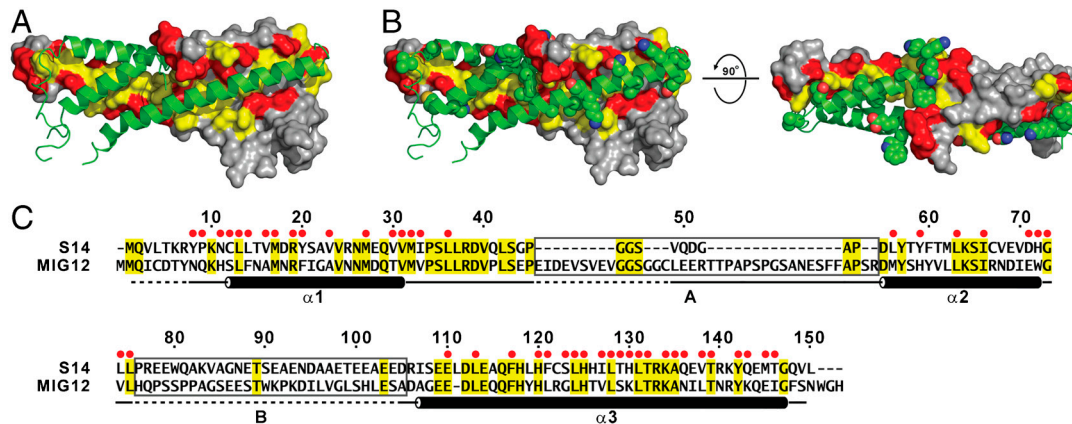 A
B
90°
C
10 20 30 40 50 60 70
S14 -MQVLTKRYPKNCLLTVMDRYSAVVRNMEQVVMIPSLLRDVQLSGP---------GGS---VQDG---------------AP--DLYTYFTMLKSICVEVDHG
MIG12 MMQICDTYNQKHSLFNAMNRFIGAVNNMDQTVMVPSLLRDVPLSEPEIDEVSVEVGGSGGCLEERTTPAPSPGSANESFFAPSRDMYSHYVLLKSIRNDIEWG
α1 A α2
80 90 100 110 120 130 140 150
S14 LLPREEWQAKVAGNETSEAENDAAETEEAEEDRISEELDLEAQFHLHFCSLHHILTHLTRKAQEVTRKYQEMTGQVL---
MIG12 VLHQPSSPPAGSEESTWKPKDILVGLSHLESADAGEE-DLEQQFHYHLRGLHTVLSKLTRKANILTNRYKQEIGFSNWGH
B α3